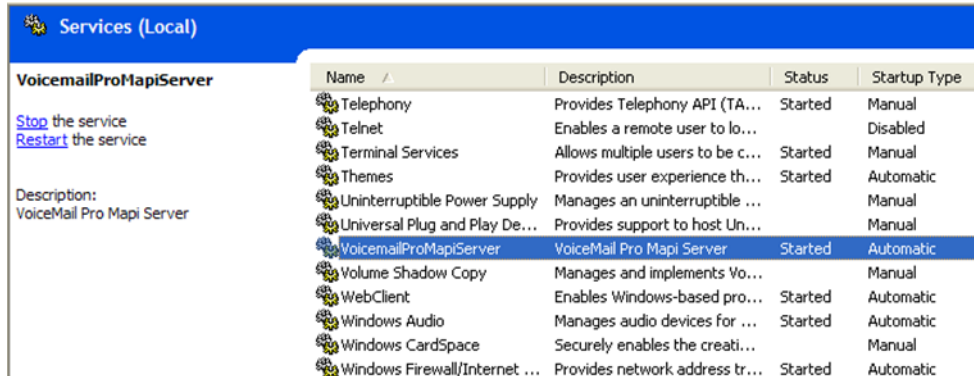 Services (Local)
VoicemailProMapiServer
Stop the service
Restart the service
Description:
VoiceMail Pro Mapi Server
Name Description Status Startup Type
Telephony Provides Telephony API (TA... Started Manual
Telnet Enables a remote user to lo... Disabled
Terminal Services Allows multiple users to be c... Started Manual
Themes Provides user experience th... Started Automatic
Uninterruptible Power Supply Manages an uninterruptible ... Manual
Universal Plug and Play De... Provides support to host Un... Manual
VoicemailProMapiServer VoiceMail Pro Mapi Server Started Automatic
Volume Shadow Copy Manages and implements Vo... Manual
WebClient Enables Windows-based pro... Started Automatic
Windows Audio Manages audio devices for ... Started Automatic
Windows CardSpace Securely enables the creati... Manual
Windows Firewall/Internet ... Provides network address tr... Started Automatic